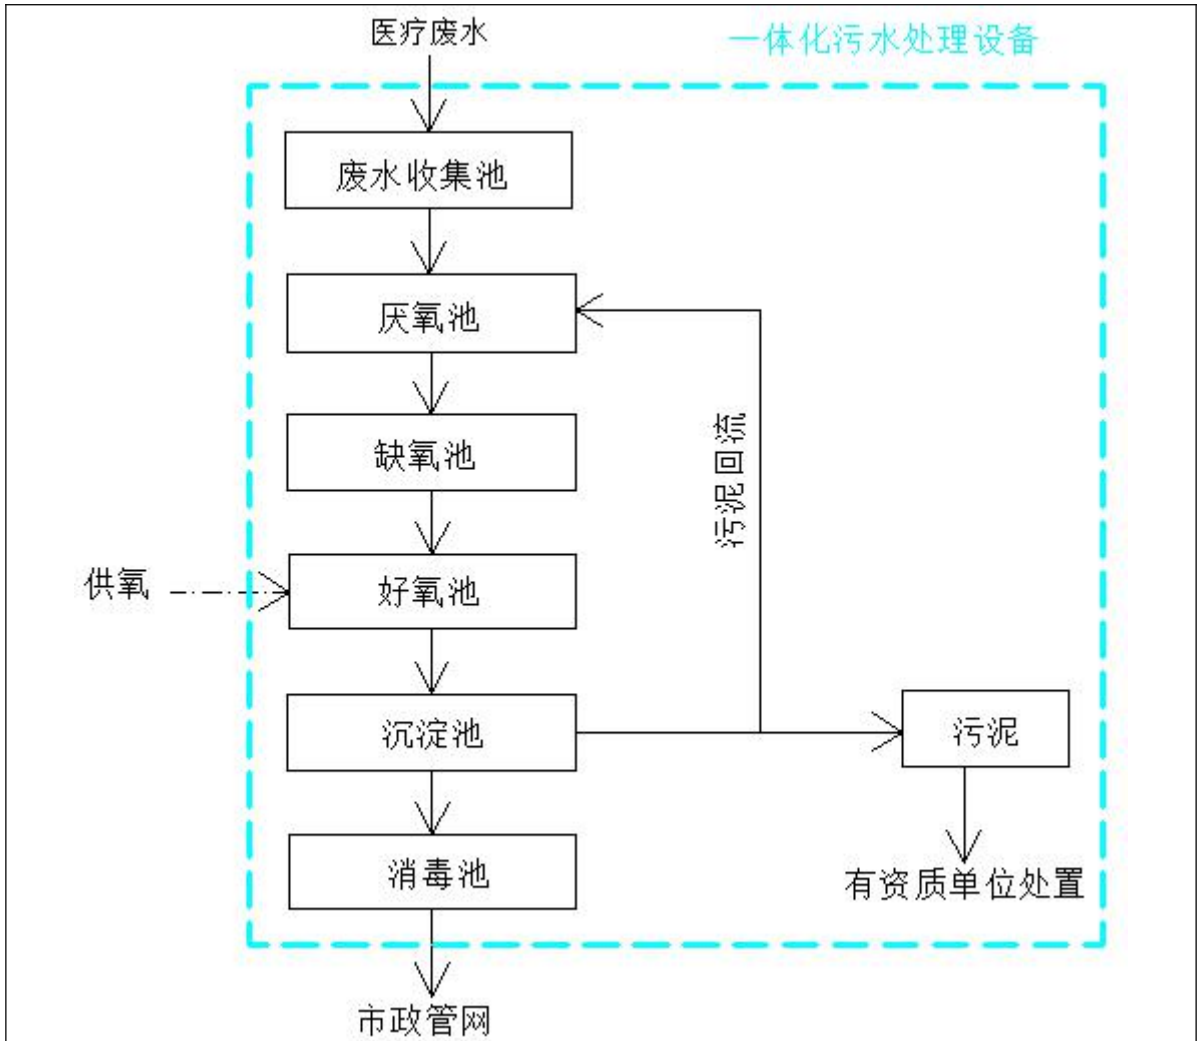 医疗废水
一体化污水处理设备
废水收集池
厌氧池
缺氧池
污泥回流
供氧
好氧池
沉淀池
污泥
消毒池
有资质单位处置
市政管网